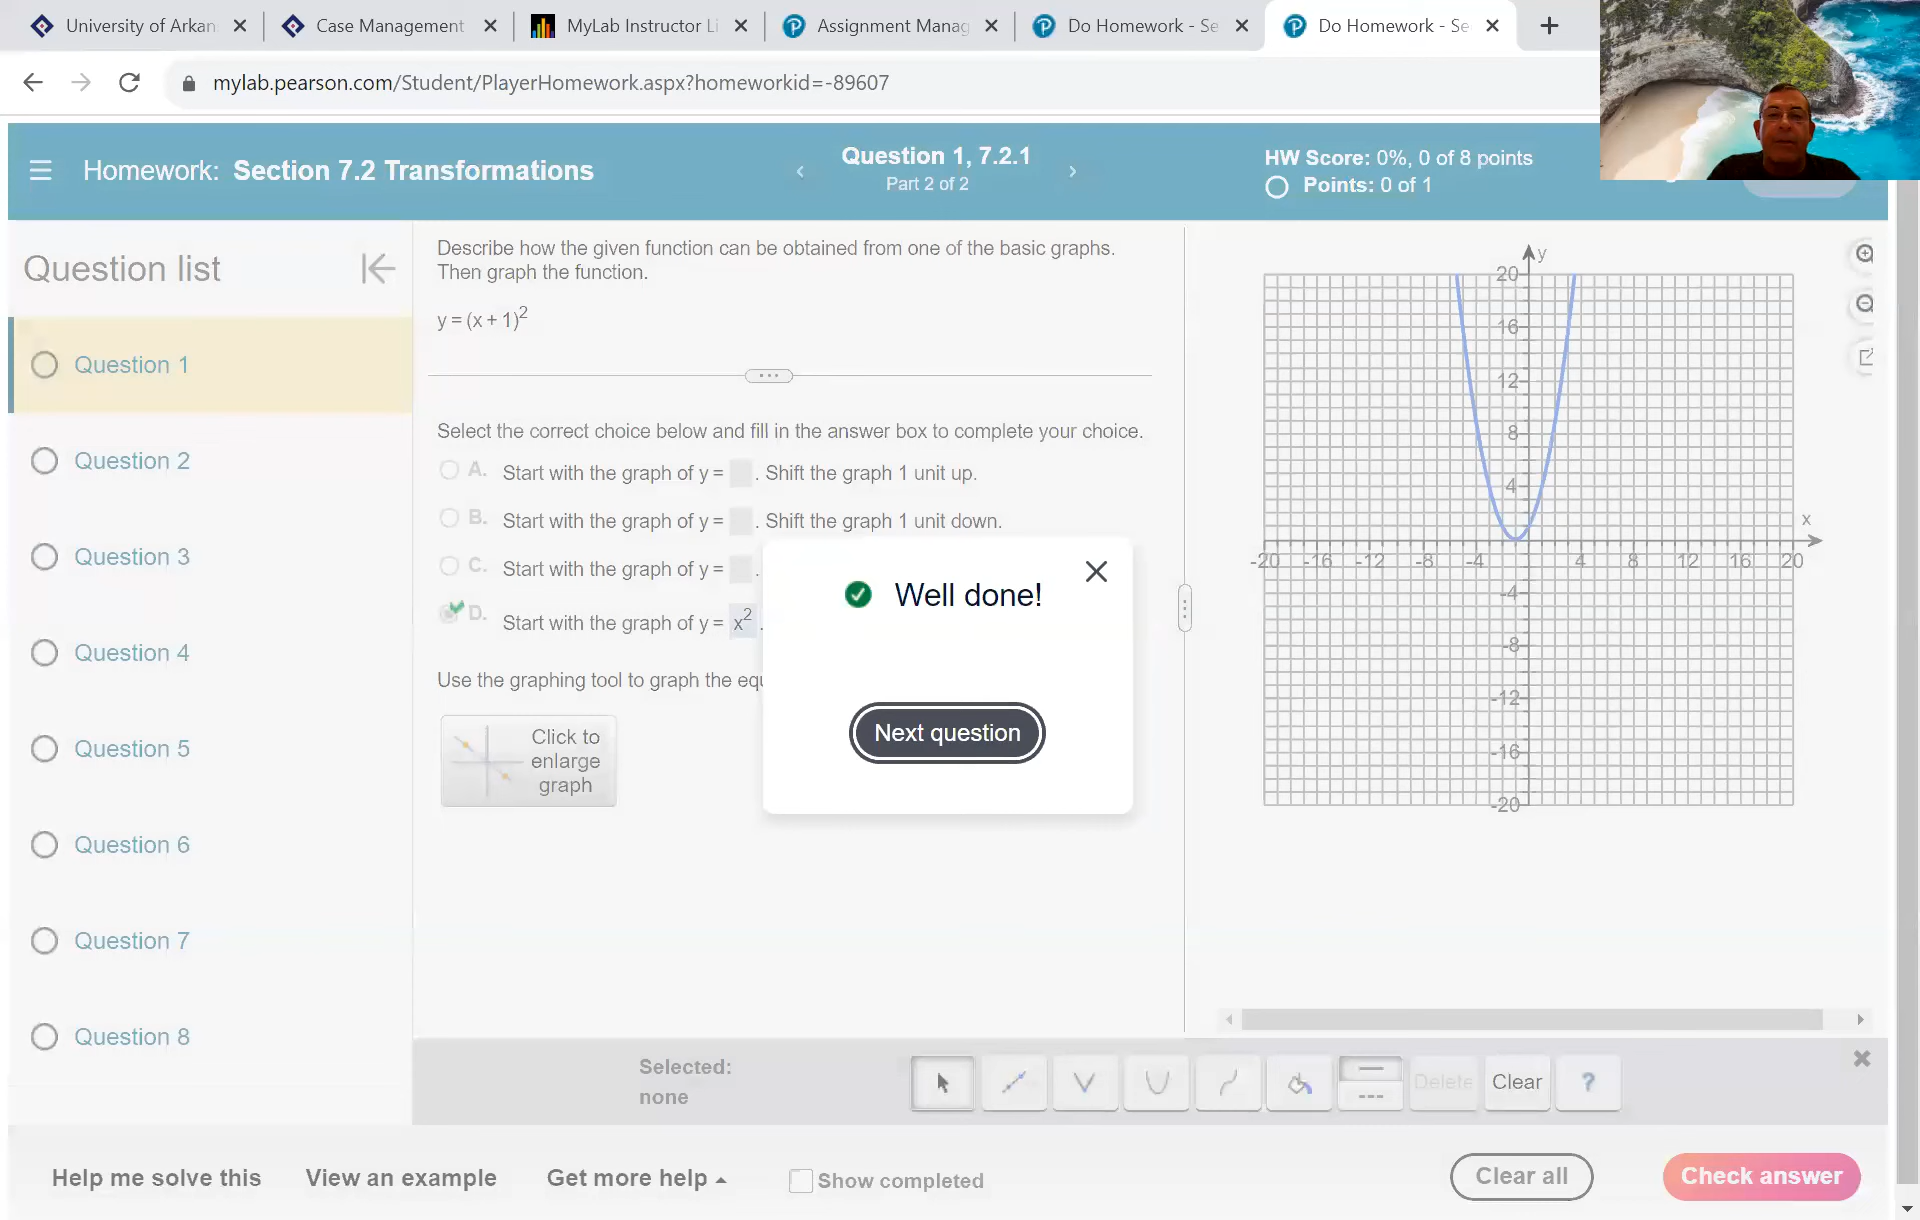 University of Arkan
Case Management
MyLab Instructor Li
Assignment Manag
Do Homework - Se
Do Homework - Se
mylab.pearson.com/Student/PlayerHomework.aspx?homeworkid=-89607
Homework: Section 7.2 Transformations
Question 1, 7.2.1
Part 2 of 2
HW Score: 0%, 0 of 8 points
Points: 0 of 1
Question list
Question 1
Question 2
Question 3
Question 4
Question 5
Question 6
Question 7
Question 8
Describe how the given function can be obtained from one of the basic graphs.
Then graph the function.
y = (x + 1)²
Select the correct choice below and fill in the answer box to complete your choice.
A. Start with the graph of y = . Shift the graph 1 unit up.
B. Start with the graph of y = . Shift the graph 1 unit down.
C. Start with the graph of y = .
D. Start with the graph of y = x² .
Use the graphing tool to graph the equ
Click to
enlarge
graph
Well done!
Next question
y
20
16
12
8
4
x
-20 -16 -12 -8 -4 4 8 12 16 20
-4
-8
-12
-16
-20
Selected:
none
Delete
Clear
?
Help me solve this
View an example
Get more help
Show completed
Clear all
Check answer